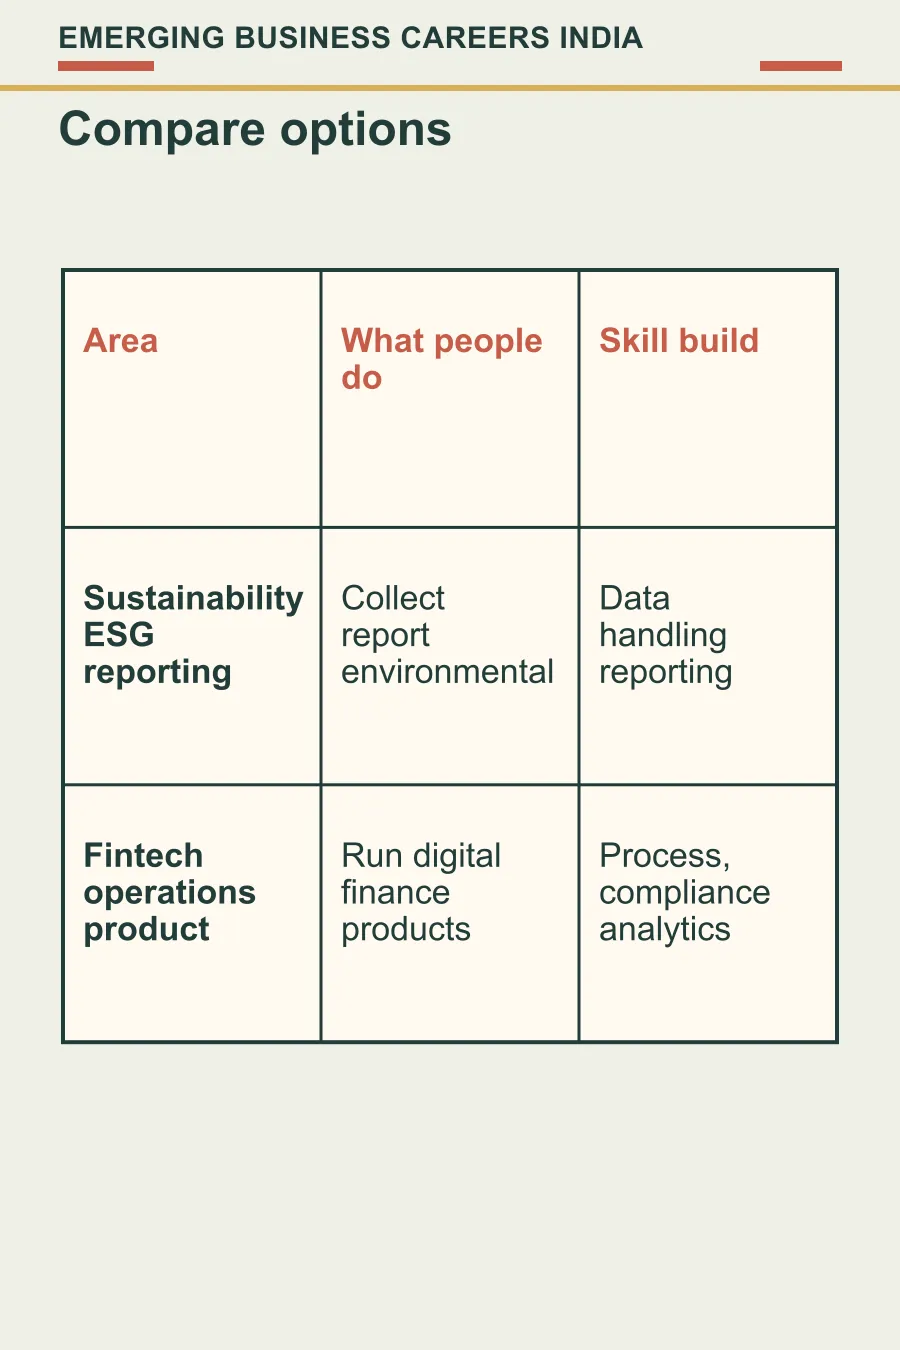 EMERGING BUSINESS CAREERS INDIA
Compare options
Area
What people
do
Skill build
Sustainability
ESG
reporting
Collect
report
environmental
Data
handling
reporting
Fintech
operations
product
Run digital
finance
products
Process,
compliance
analytics